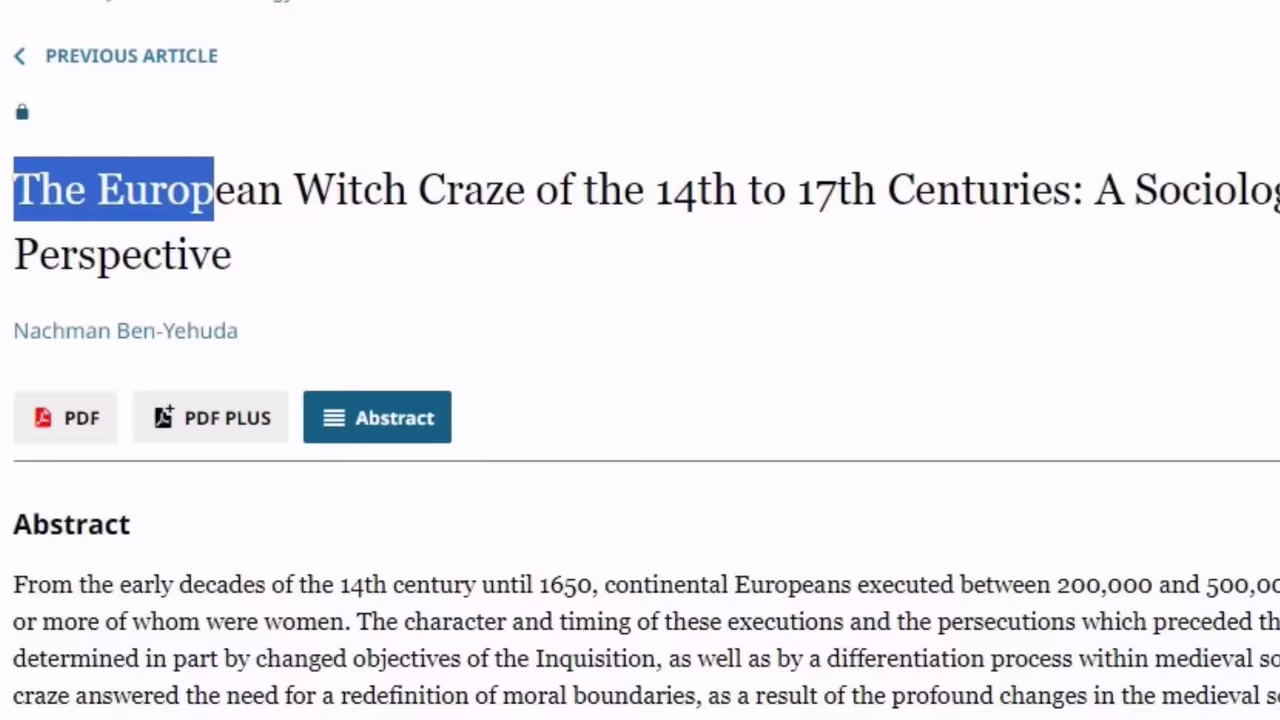 PREVIOUS ARTICLE
The European Witch Craze of the 14th to 17th Centuries: A Sociolog
Perspective
Nachman Ben-Yehuda
PDF PDF PLUS Abstract
Abstract
From the early decades of the 14th century until 1650, continental Europeans executed between 200,000 and 500,00
or more of whom were women. The character and timing of these executions and the persecutions which preceded th
determined in part by changed objectives of the Inquisition, as well as by a differentiation process within medieval so
craze answered the need for a redefinition of moral boundaries, as a result of the profound changes in the medieval s